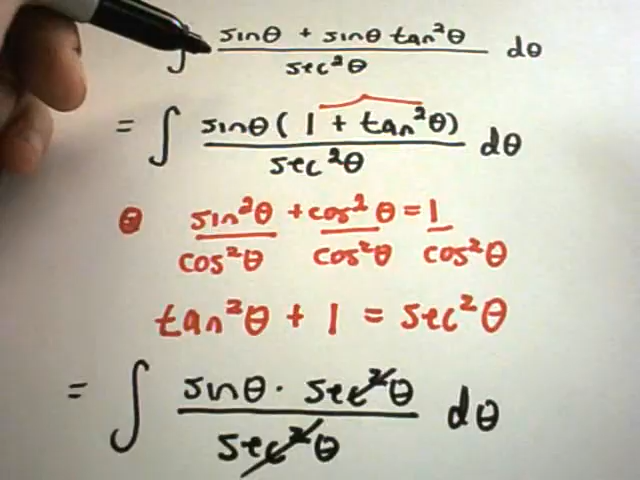 ∫ sinθ + sinθ tan²θ / sec²θ dθ
= ∫ sinθ ( 1 + tan²θ) / sec²θ dθ
sin²θ / cos²θ + cos²θ / cos²θ = 1 / cos²θ
tan²θ + 1 = sec²θ
= ∫ sinθ · sec²θ / sec²θ dθ